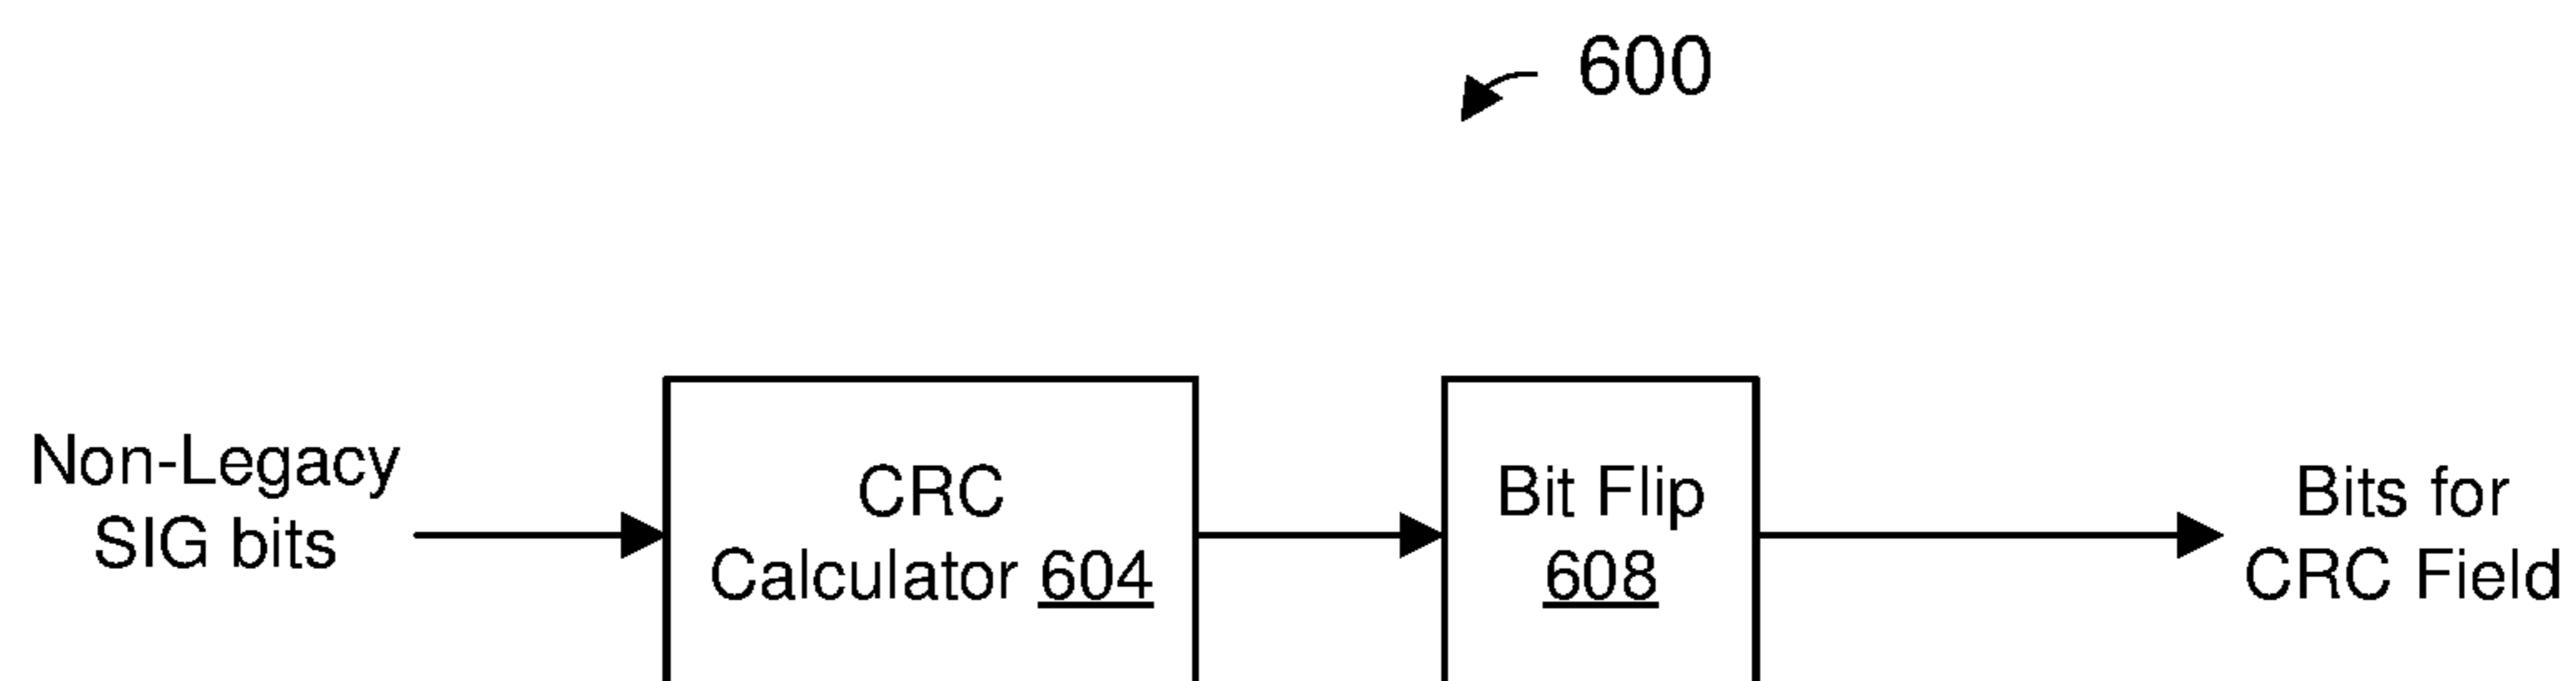 600
Non-Legacy
SIG bits
CRC
Calculator 604
Bit Flip
608
Bits for
CRC Field